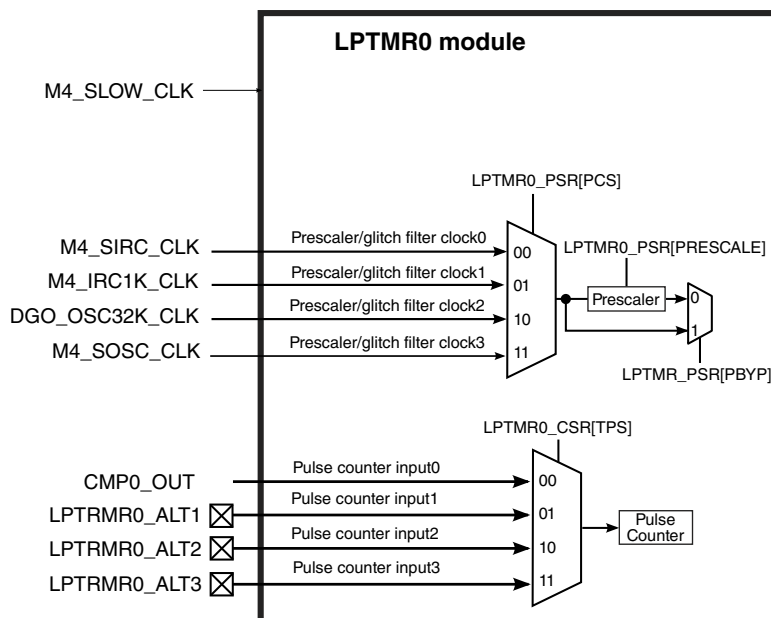 LPTMR0 module
M4_SLOW_CLK
LPTMR0_PSR[PCS]
M4_SIRC_CLK
Prescaler/glitch filter clock0
00
LPTMR0_PSR[PRESCALE]
M4_IRC1K_CLK
Prescaler/glitch filter clock1
01
Prescaler
0
DGO_OSC32K_CLK
Prescaler/glitch filter clock2
10
1
M4_SOSC_CLK
Prescaler/glitch filter clock3
11
LPTMR_PSR[PBYP]
LPTMR0_CSR[TPS]
CMP0_OUT
Pulse counter input0
00
LPTRMR0_ALT1
Pulse counter input1
01
Pulse
Counter
LPTRMR0_ALT2
Pulse counter input2
10
LPTRMR0_ALT3
Pulse counter input3
11